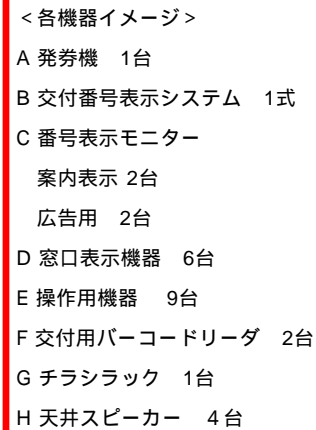 ＜各機器イメージ＞
A 発券機　1台
B 交付番号表示システム　1式
C 番号表示モニター
　案内表示 2台
　広告用　2台
D 窓口表示機器　6台
E 操作用機器　 9台
F 交付用バーコードリーダ　2台
G チラシラック　1台
H 天井スピーカー　４台